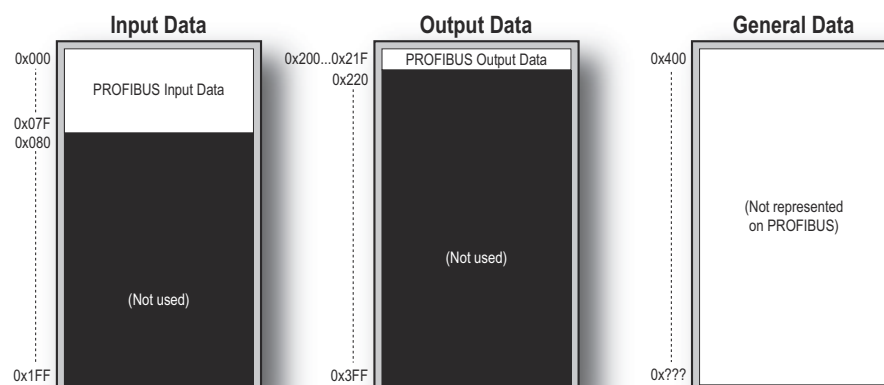 Input Data
0x000
PROFIBUS Input Data
0x07F
0x080
(Not used)
0x1FF
Output Data
0x200...0x21F
PROFIBUS Output Data
0x220
(Not used)
0x3FF
General Data
0x400
(Not represented
on PROFIBUS)
0x???